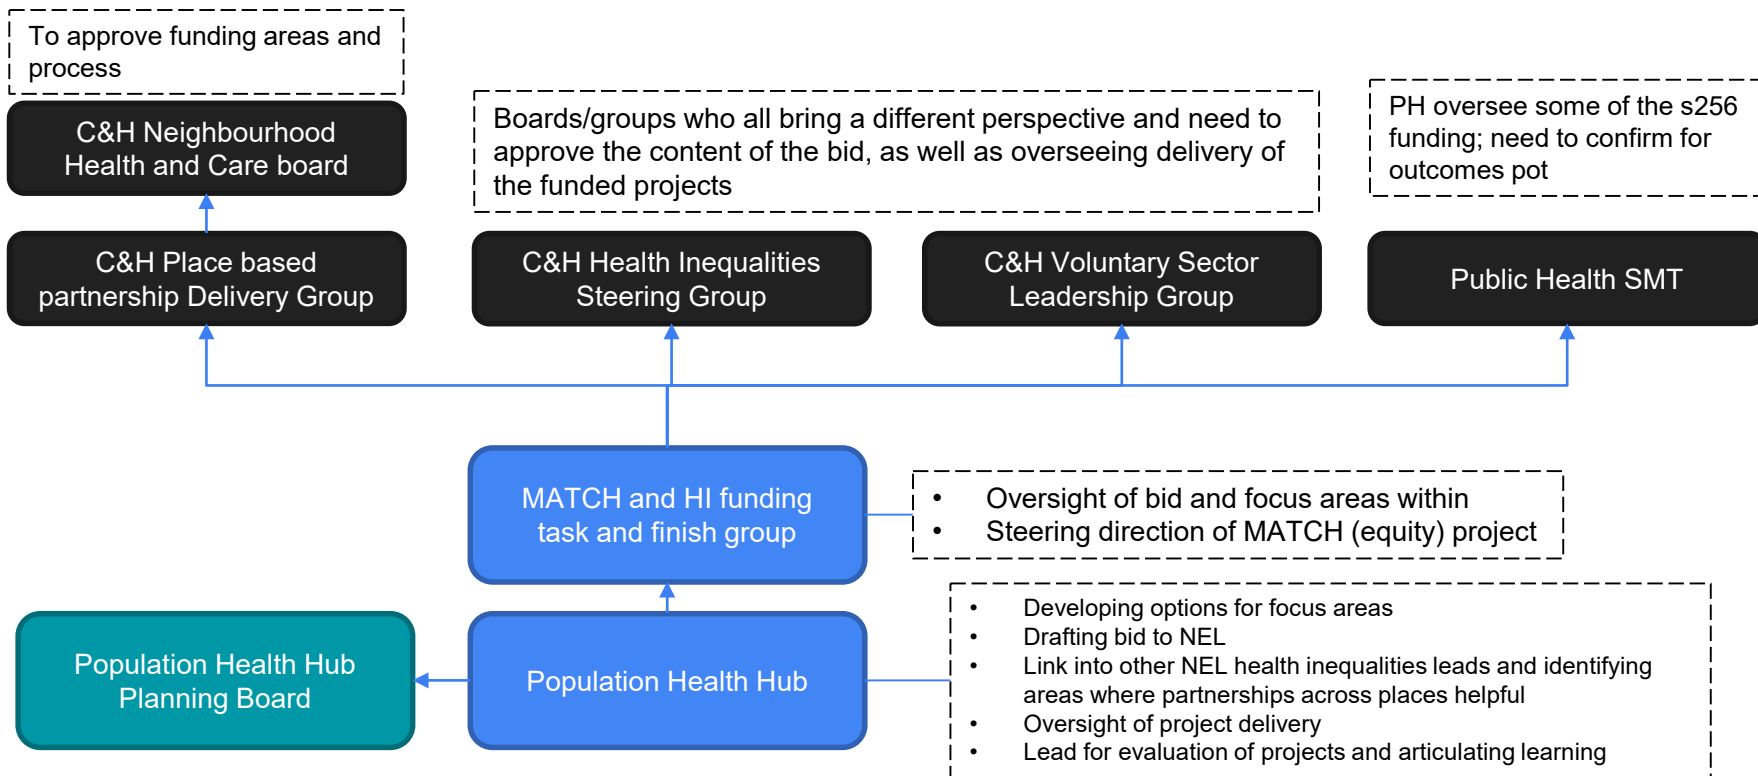 To approve funding areas and
process
C&H Neighbourhood
Health and Care board
Boards/groups who all bring a different perspective and need to
approve the content of the bid, as well as overseeing delivery of
the funded projects
PH oversee some of the s256
funding; need to confirm for
outcomes pot
C&H Place based
partnership Delivery Group
C&H Health Inequalities
Steering Group
C&H Voluntary Sector
Leadership Group
Public Health SMT
MATCH and HI funding
task and finish group
• Oversight of bid and focus areas within
• Steering direction of MATCH (equity) project
Population Health Hub
Planning Board
Population Health Hub
• Developing options for focus areas
• Drafting bid to NEL
• Link into other NEL health inequalities leads and identifying
areas where partnerships across places helpful
• Oversight of project delivery
• Lead for evaluation of projects and articulating learning